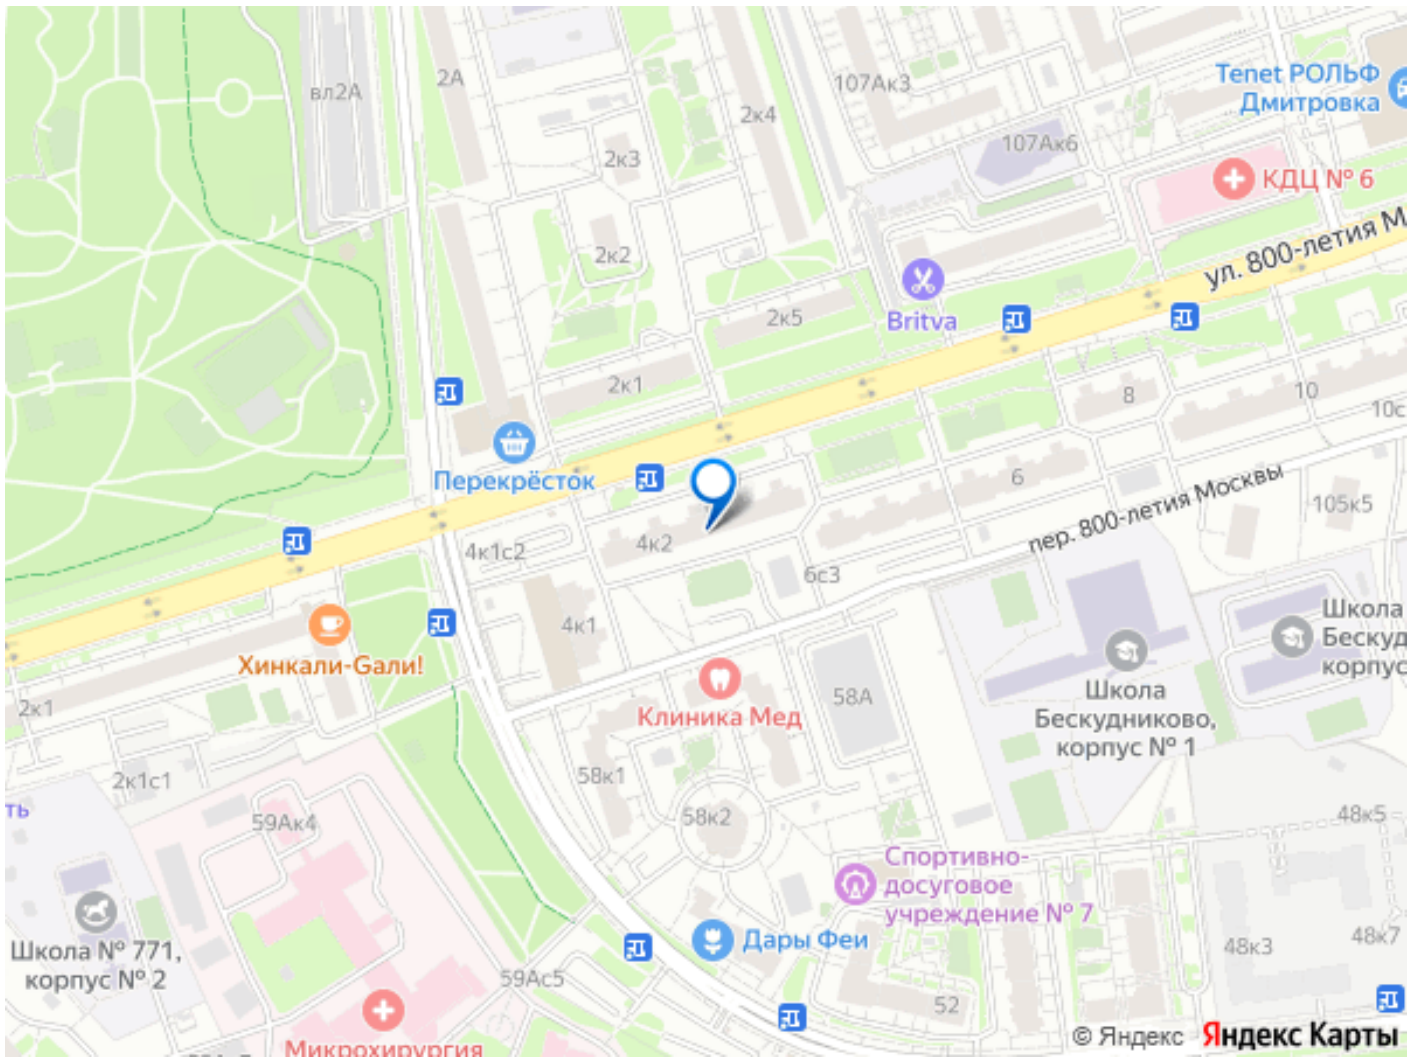 вл2А
2А
2к4
107Ак3
Tenet РОЛЬФ
Дмитровка
107Ак6
2к3
КДЦ № 6
2к2
ул. 800-летия М
2к5
Britva
2к1
8
10
10с
Перекрёсток
6
пер. 800-летия Москвы
105к5
4к1с2
4к2
6с3
4к1
Школа
Бескуд
корпус
Хинкали-Gали!
2к1
Клиника Мед
58А
Школа
Бескудниково,
корпус № 1
2к1с1
58к1
ть
59Ак4
58к2
48к5
Спортивно-
досуговое
учреждение № 7
Школа № 771,
корпус № 2
Дары Феи
48к3
48к7
59Ас5
52
Микрохирургия
© Яндекс Яндекс Карты